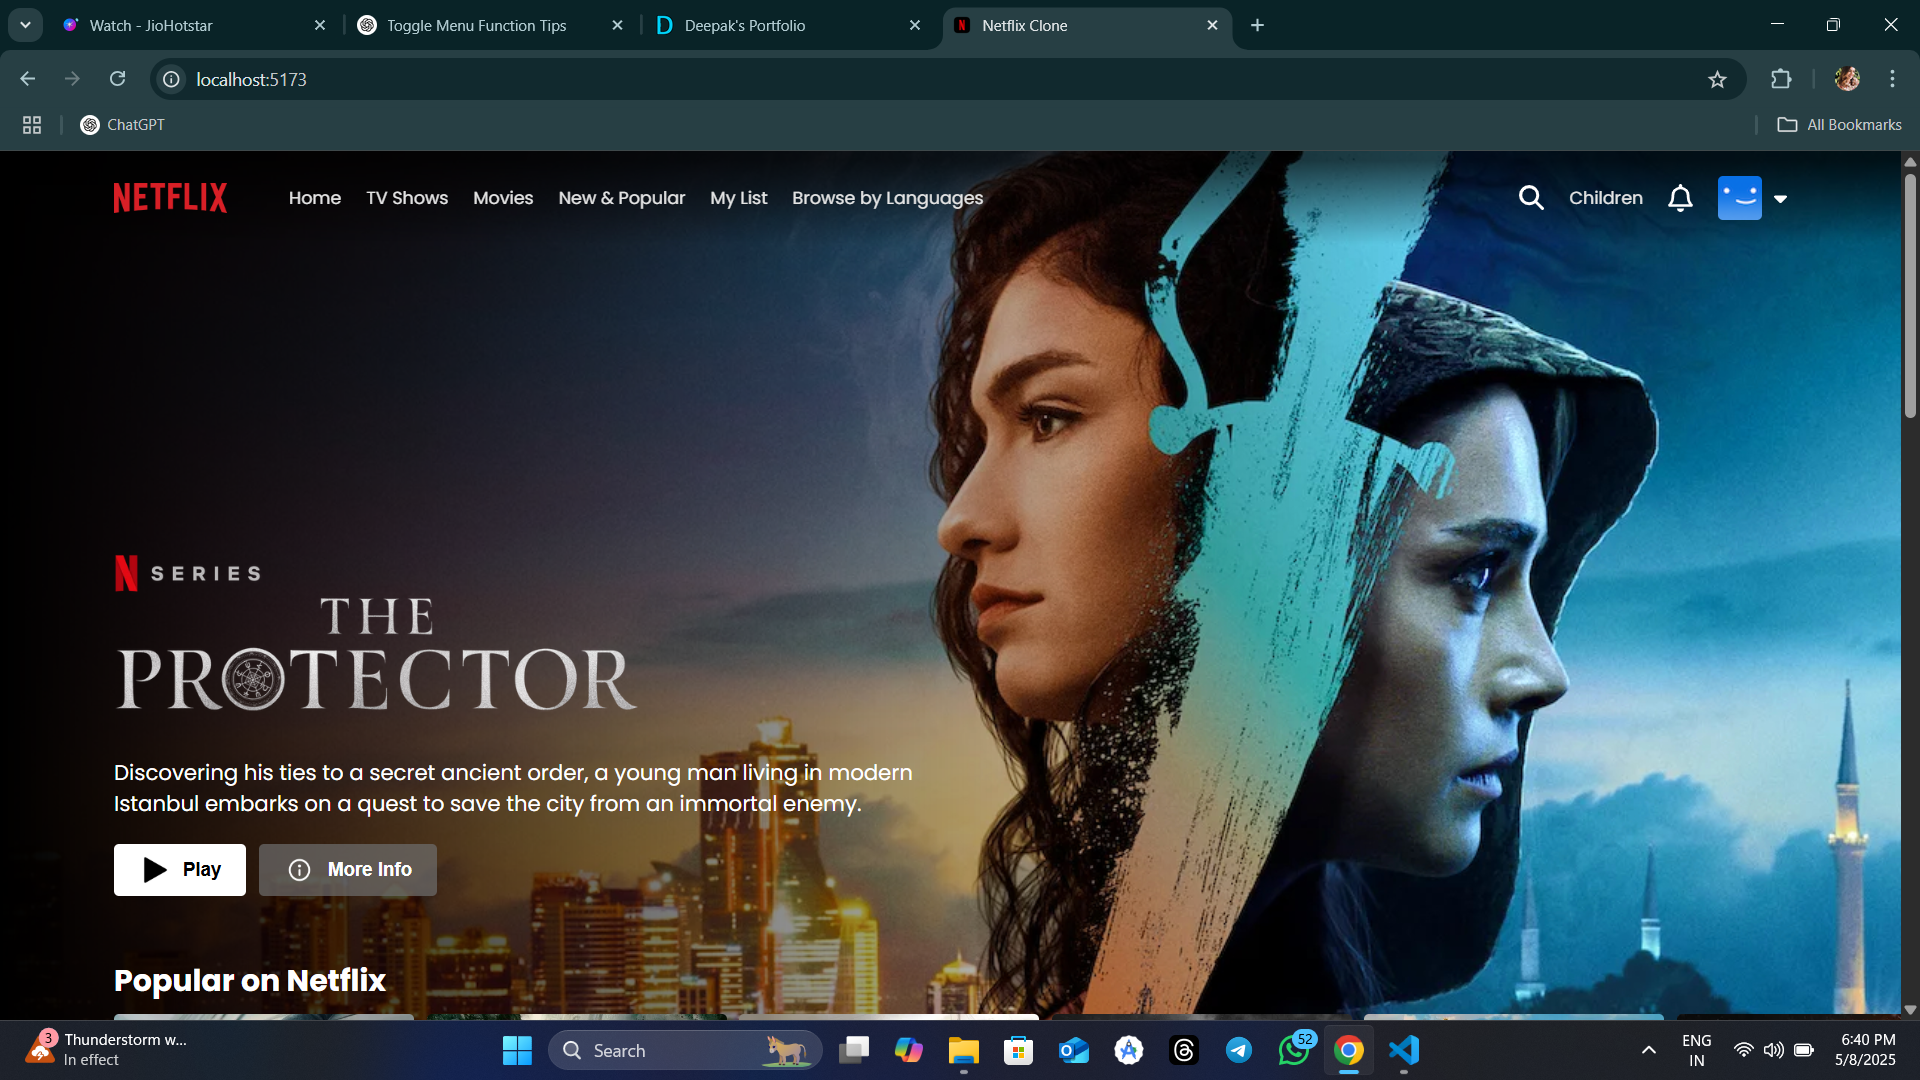 Watch - JioHotstar
Toggle Menu Function Tips
Deepak's Portfolio
Netflix Clone
localhost:5173
ChatGPT
All Bookmarks
NETFLIX
Home
TV Shows
Movies
New & Popular
My List
Browse by Languages
Children
N SERIES
THE
PROTECTOR
Discovering his ties to a secret ancient order, a young man living in modern
Istanbul embarks on a quest to save the city from an immortal enemy.
Play
More Info
Popular on Netflix
3
Thunderstorm w...
In effect
Search
52
ENG
IN
6:40 PM
5/8/2025